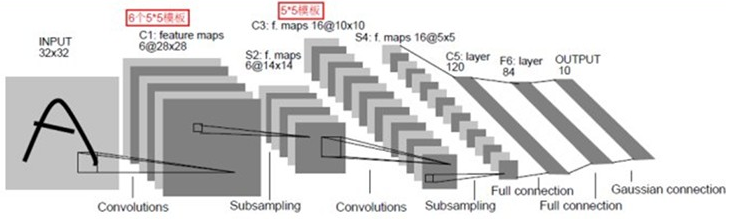 6个5*5模板
5*5模板
INPUT
32x32
C1: feature maps
6@28x28
S2: f. maps
6@14x14
C3: f. maps 16@10x10
S4: f. maps 16@5x5
C5: layer
120
F6: layer
84
OUTPUT
10
A
Convolutions
Subsampling
Convolutions
Subsampling
Full connection
Full connection
Gaussian connection